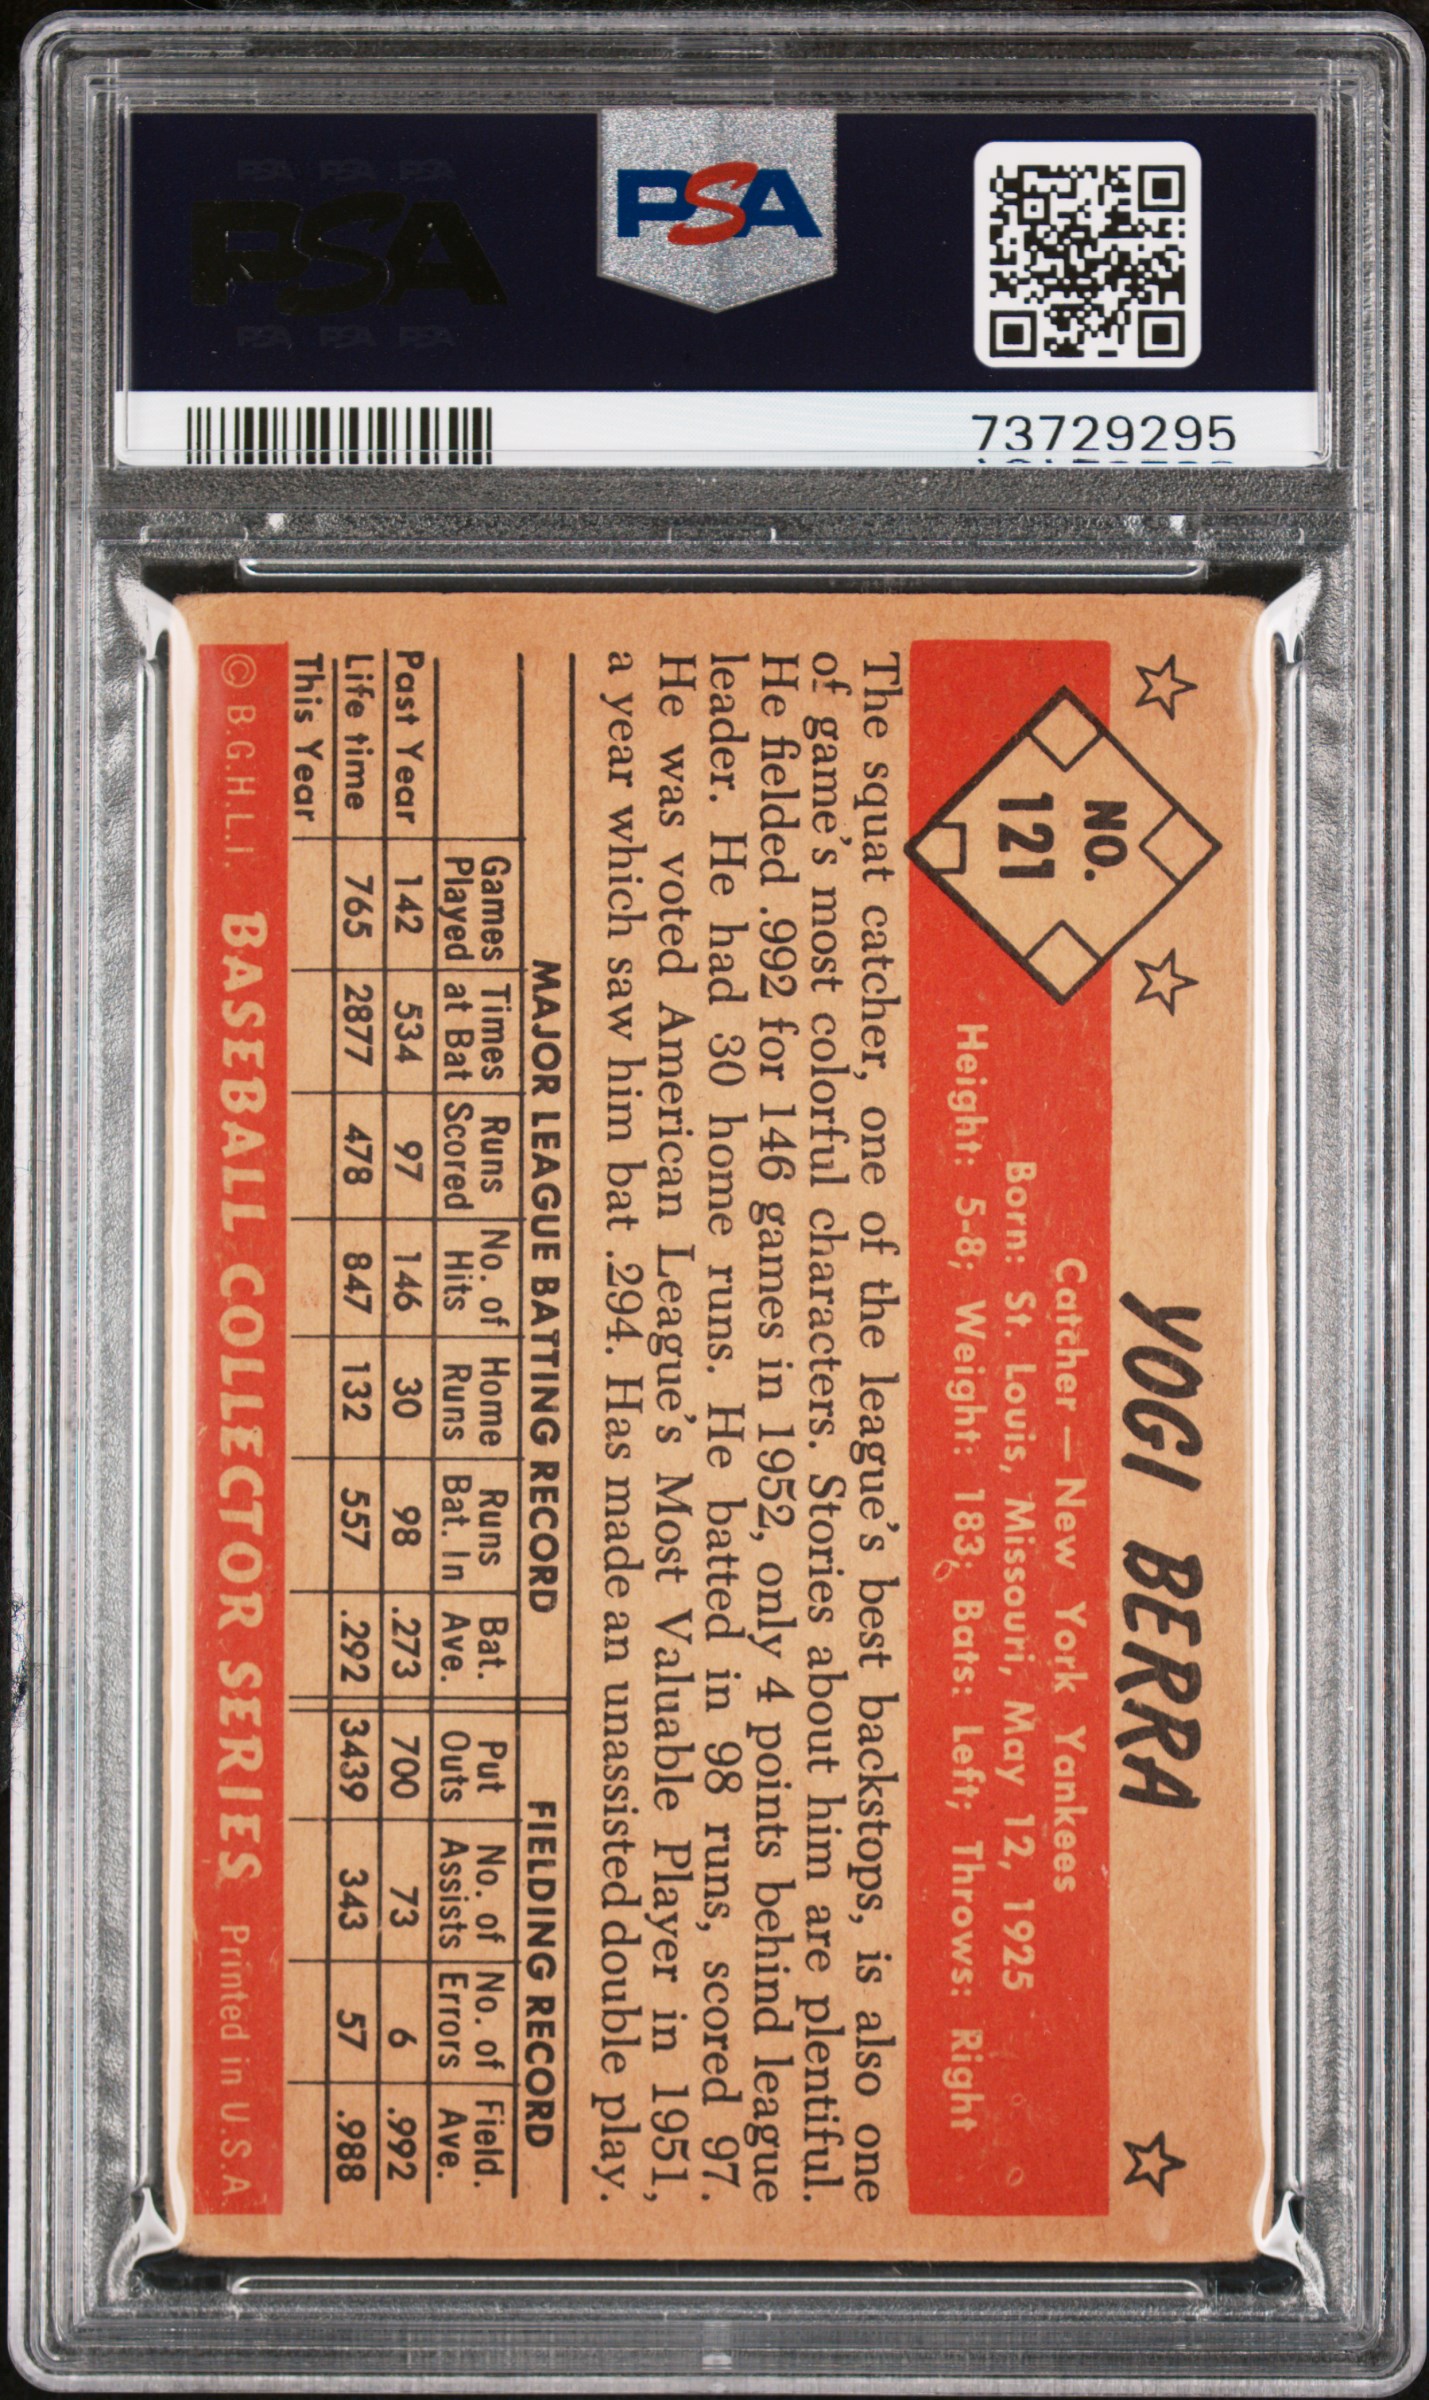 PSA PSA PSA
PSA
PSA PSA PSA
PSA
73729295
NO.
121
YOGI BERRA
Catcher — New York Yankees
Born: St. Louis, Missouri, May 12, 1925
Height: 5-8; Weight: 183; Bats: Left; Throws: Right
The squat catcher, one of the league's best backstops, is also one
of game's most colorful characters. Stories about him are plentiful.
He fielded .992 for 146 games in 1952, only 4 points behind league
leader. He had 30 home runs. He batted in 98 runs, scored 97.
He was voted American League's Most Valuable Player in 1951,
a year which saw him bat .294. Has made an unassisted double play.
MAJOR LEAGUE BATTING RECORD FIELDING RECORD
Games Times Runs No. of Home Runs Bat. Put No. of No. of Field.
Played at Bat Scored Hits Runs Bat. In Ave. Outs Assists Errors Ave.
Past Year 142 534 97 146 30 98 .273 700 73 6 .992
Life time 765 2877 478 847 132 557 .292 3439 343 57 .988
This Year
© B.G.H.L.I. BASEBALL COLLECTOR SERIES Printed in U.S.A.